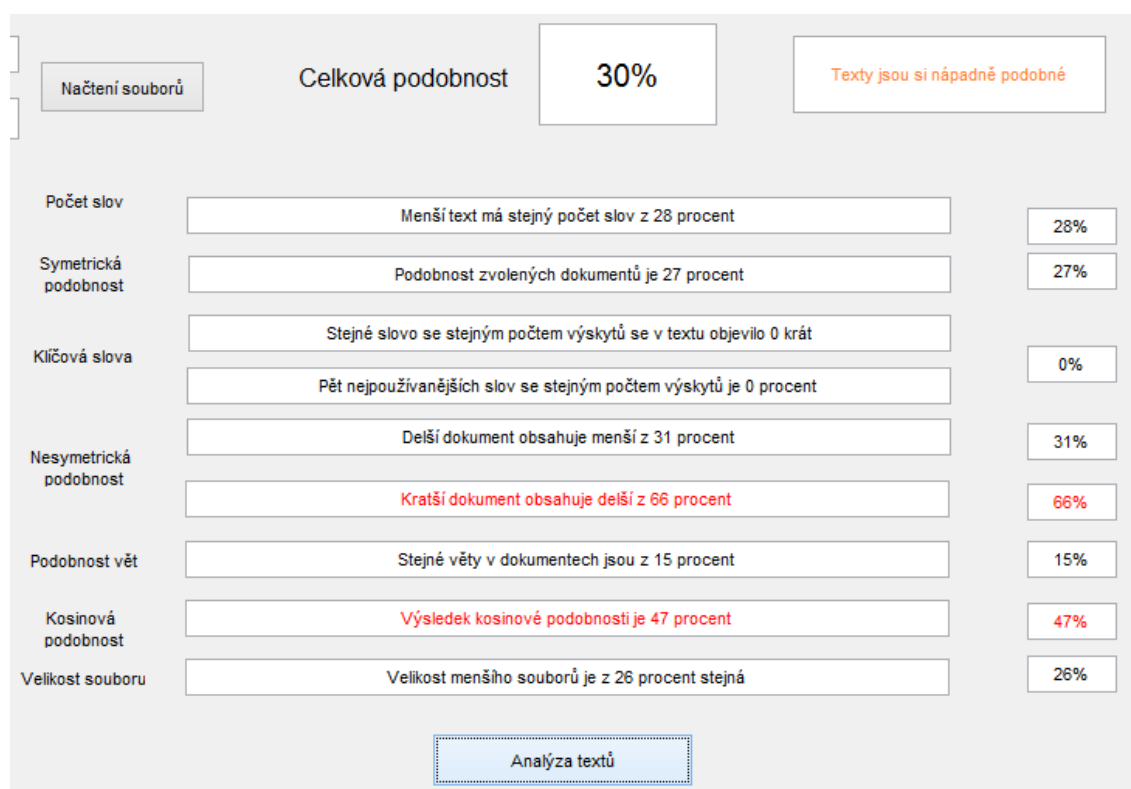 Načtení souborů
Celková podobnost
30%
Texty jsou si nápadně podobné
Počet slov
Menší text má stejný počet slov z 28 procent
28%
Symetrická
podobnost
Podobnost zvolených dokumentů je 27 procent
27%
Klíčová slova
Stejné slovo se stejným počtem výskytů se v textu objevilo 0 krát
Pět nejpoužívanějších slov se stejným počtem výskytů je 0 procent
0%
Nesymetrická
podobnost
Delší dokument obsahuje menší z 31 procent
31%
Kratší dokument obsahuje delší z 66 procent
66%
Podobnost vět
Stejné věty v dokumentech jsou z 15 procent
15%
Kosinová
podobnost
Výsledek kosinové podobnosti je 47 procent
47%
Velikost souboru
Velikost menšího souborů je z 26 procent stejná
26%
Analýza textů